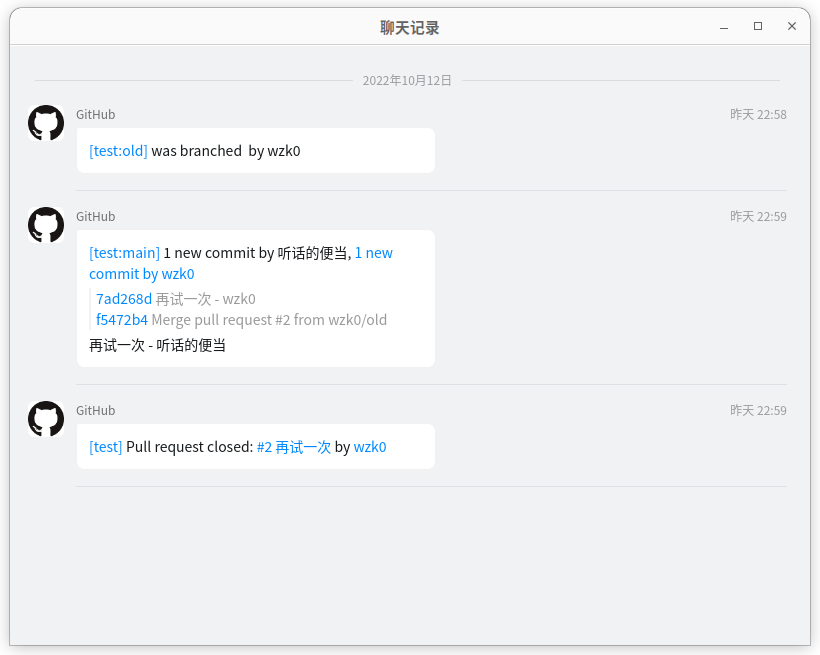 聊天记录
2022年10月12日
GitHub
昨天 22:58
[test:old] was branched  by wzk0
GitHub
昨天 22:59
[test:main] 1 new commit by 听话的便当, 1 new
commit by wzk0
7ad268d 再试一次 - wzk0
f5472b4 Merge pull request #2 from wzk0/old
再试一次 - 听话的便当
GitHub
昨天 22:59
[test] Pull request closed: #2 再试一次 by wzk0